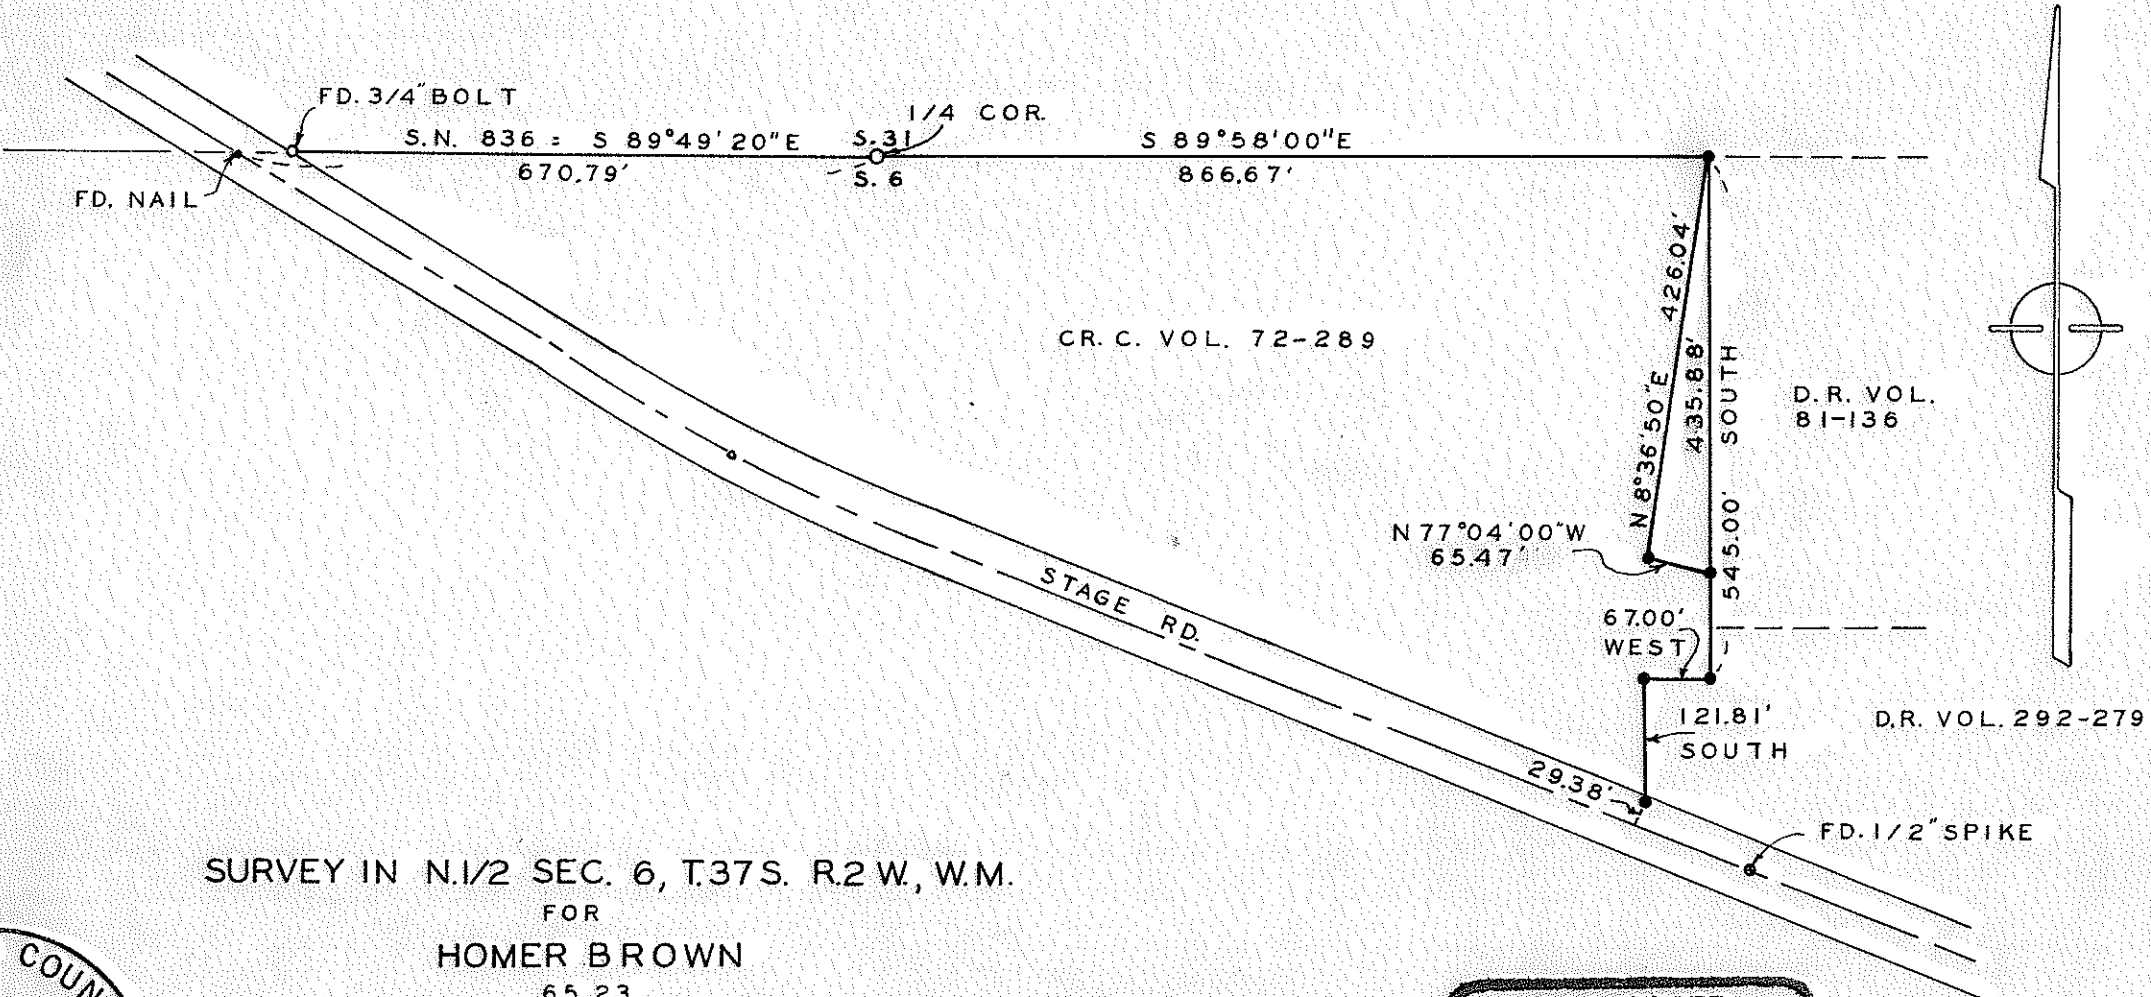 FD. 3/4" BOLT
1/4 COR.
S.N. 836 = S 89°49'20"E
S.31
S 89°58'00"E
670.79'
S. 6
866.67'
FD. NAIL
426.04'
N 8°36'50"E
CR. C. VOL. 72-289
435.88'
SOUTH
545.00'
D.R. VOL.
81-136
N 77°04'00"W
65.47'
STAGE RD.
67.00'
WEST
121.81'
SOUTH
D.R. VOL. 292-279
29.38'
FD. 1/2" SPIKE
SURVEY IN N.1/2 SEC. 6, T.37S. R.2W., W.M.
FOR
HOMER BROWN
65 23
COUN